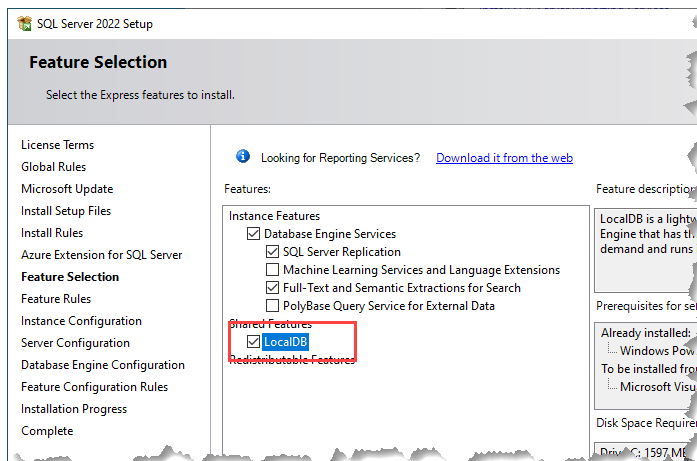 SQL Server 2022 Setup
Feature Selection
Select the Express features to install.
License Terms
Global Rules
Microsoft Update
Install Setup Files
Install Rules
Azure Extension for SQL Server
Feature Selection
Feature Rules
Instance Configuration
Server Configuration
Database Engine Configuration
Feature Configuration Rules
Installation Progress
Complete
Looking for Reporting Services? Download it from the web
Features:
Instance Features
Database Engine Services
SQL Server Replication
Machine Learning Services and Language Extensions
Full-Text and Semantic Extractions for Search
PolyBase Query Service for External Data
Shared Features
LocalDB
Redistributable Features
Feature description
LocalDB is a lightw
Engine that has th
demand and runs
Prerequisites for se
Already installed:
Windows Pow
To be installed fro
Microsoft Visu
Disk Space Require
Drive C: 1597 M